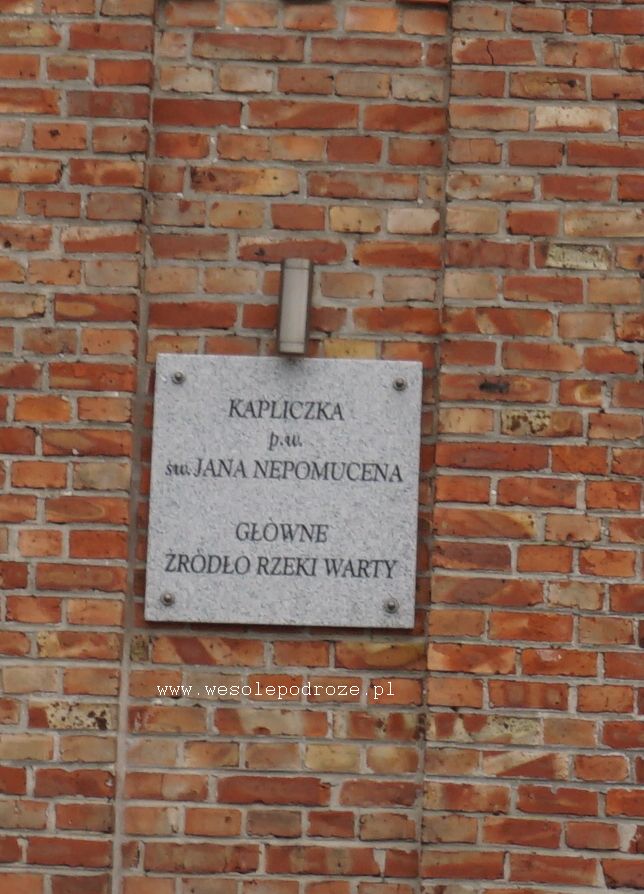 KAPLICZKA
p.w.
św. JANA NEPOMUCENA
GŁÓWNE
ŹRÓDŁO RZEKI WARTY
www.wesolepodroze.pl